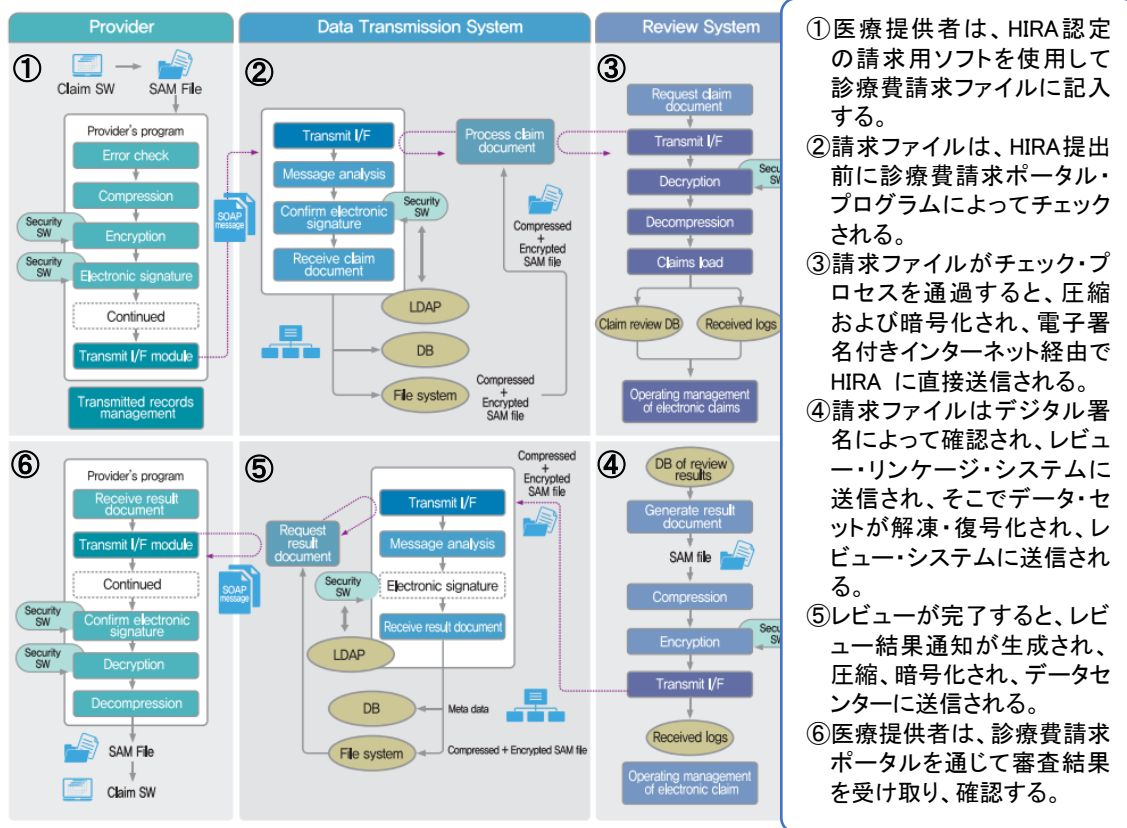 Provider
Data Transmission System
Review System
①
Claim SW
SAM File
Provider's program
Error check
Compression
Security
SW
Encryption
Security
SW
Electronic signature
Continued
Transmit I/F module
Transmitted records
management
SOAP
message
②
Transmit I/F
Message analysis
Confirm electronic
signature
Security
SW
Receive claim
document
LDAP
DB
File system
Process claim
document
Compressed
+
Encrypted
SAM file
Compressed
+
Encrypted
SAM file
③
Request claim
document
Transmit I/F
Decryption
Decompression
Claims load
Claim review DB
Received logs
Operating management
of electronic claims
④
DB of review
results
Generate result
document
SAM file
Compression
Encryption
Transmit I/F
Received logs
Operating management
of electronic claim
⑤
Compressed
+
Encrypted
SAM file
Transmit I/F
Request
result
document
Message analysis
Security
SW
Electronic signature
Receive result document
LDAP
DB
Meta data
File system
Compressed + Encrypted SAM file
⑥
Provider's program
Receive result
document
Transmit I/F module
SOAP
message
Continued
Security
SW
Confirm electronic
signature
Security
SW
Decryption
Decompression
SAM File
Claim SW
①医療提供者は、HIRA認定
の請求用ソフトを使用して
診療費請求ファイルに記入
する。
②請求ファイルは、HIRA提出
前に診療費請求ポータル・
プログラムによってチェック
される。
③請求ファイルがチェック・プ
ロセスを通過すると、圧縮
および暗号化され、電子署
名付きインターネット経由で
HIRA に直接送信される。
④請求ファイルはデジタル署
名によって確認され、レビュ
ー・リンケージ・システムに
送信され、そこでデータ・セ
ットが解凍・復号化され、レ
ビュー・システムに送信され
る。
⑤レビューが完了すると、レビ
ュー結果通知が生成され、
圧縮、暗号化され、データセ
ンターに送信される。
⑥医療提供者は、診療費請求
ポータルを通じて審査結果
を受け取り、確認する。